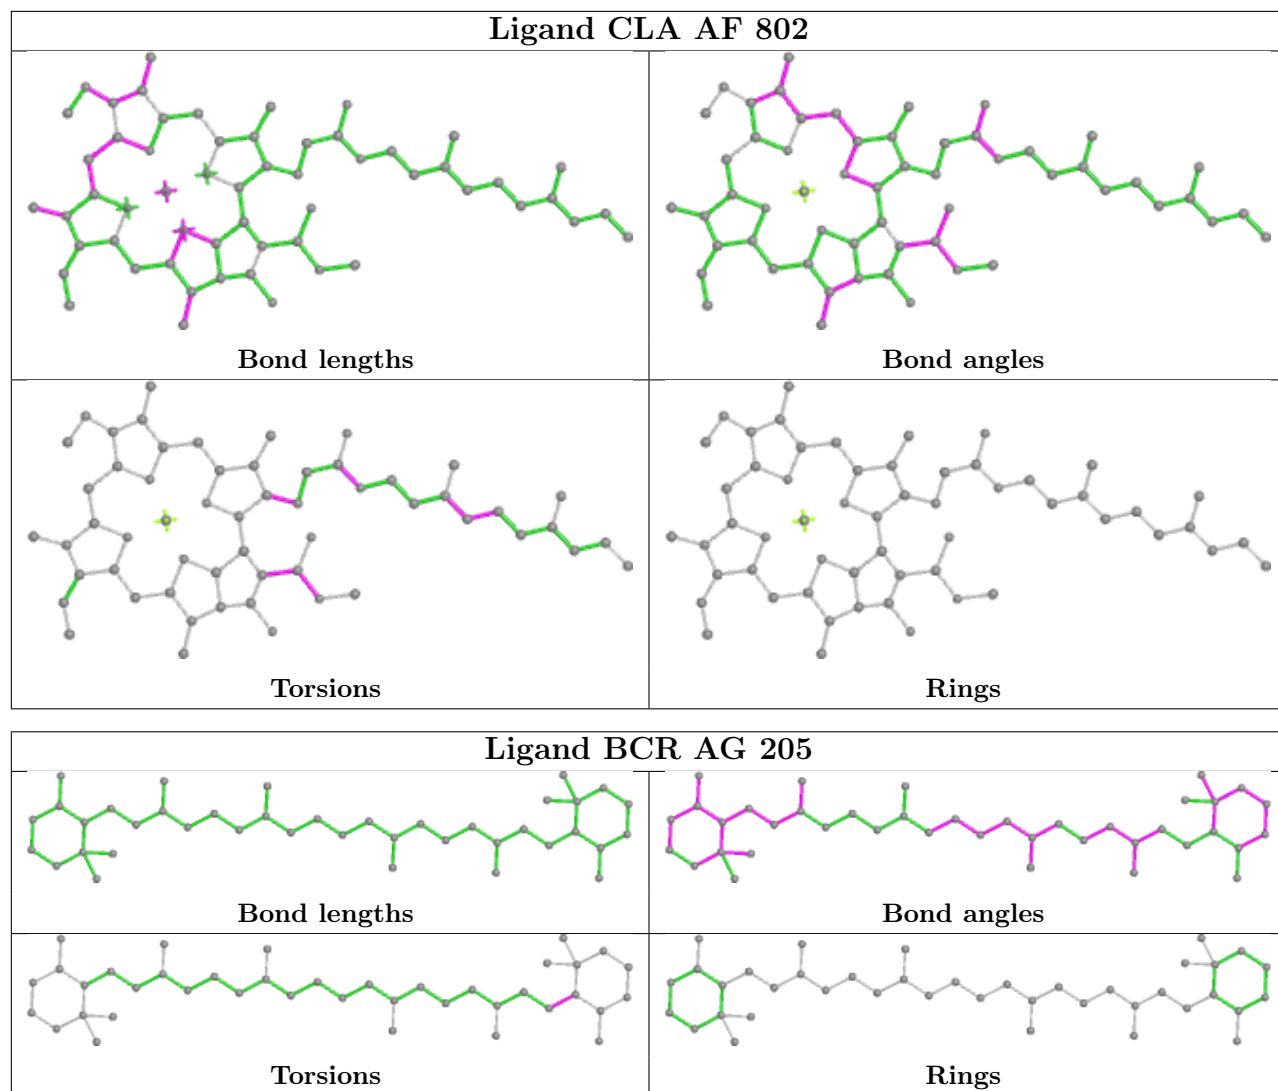 Ligand CLA AF 802
Bond lengths
Bond angles
Torsions
Rings
Ligand BCR AG 205
Bond lengths
Bond angles
Torsions
Rings